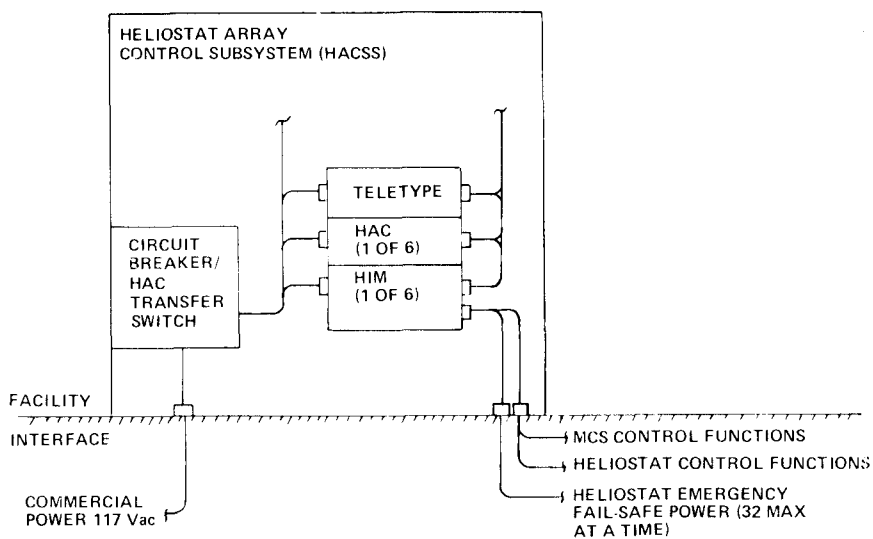 HELIOSTAT ARRAY
CONTROL SUBSYSTEM (HACSS)
TELETYPE
HAC
(1 OF 6)
HIM
(1 OF 6)
CIRCUIT
BREAKER/
HAC
TRANSFER
SWITCH
FACILITY
INTERFACE
MCS CONTROL FUNCTIONS
HELIOSTAT CONTROL FUNCTIONS
HELIOSTAT EMERGENCY
FAIL-SAFE POWER (32 MAX
AT A TIME)
COMMERCIAL
POWER 117 Vac